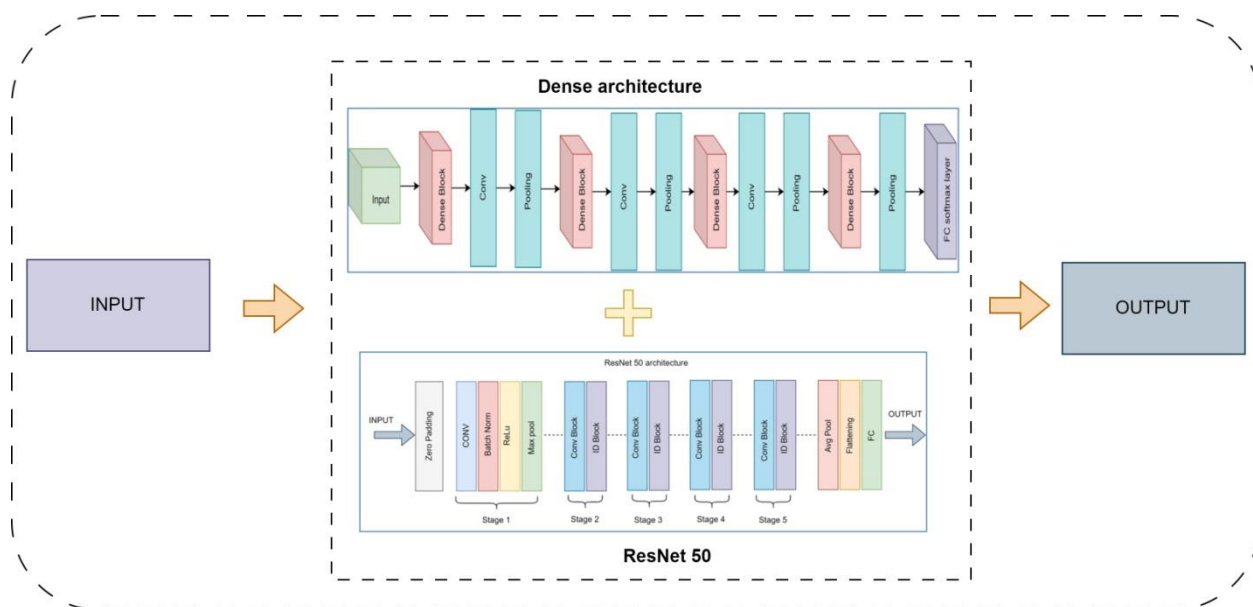 Dense architecture
Input
Dense Block
Conv
Pooling
Dense Block
Conv
Pooling
Dense Block
Conv
Pooling
Dense Block
Pooling
FC softmax layer
INPUT
OUTPUT
ResNet 50 architecture
INPUT
Zero Padding
CONV
Batch Norm
ReLu
Max pool
Conv Block
ID Block
Conv Block
ID Block
Conv Block
ID Block
Conv Block
ID Block
Avg Pool
Flattening
FC
OUTPUT
Stage 1
Stage 2
Stage 3
Stage 4
Stage 5
ResNet 50